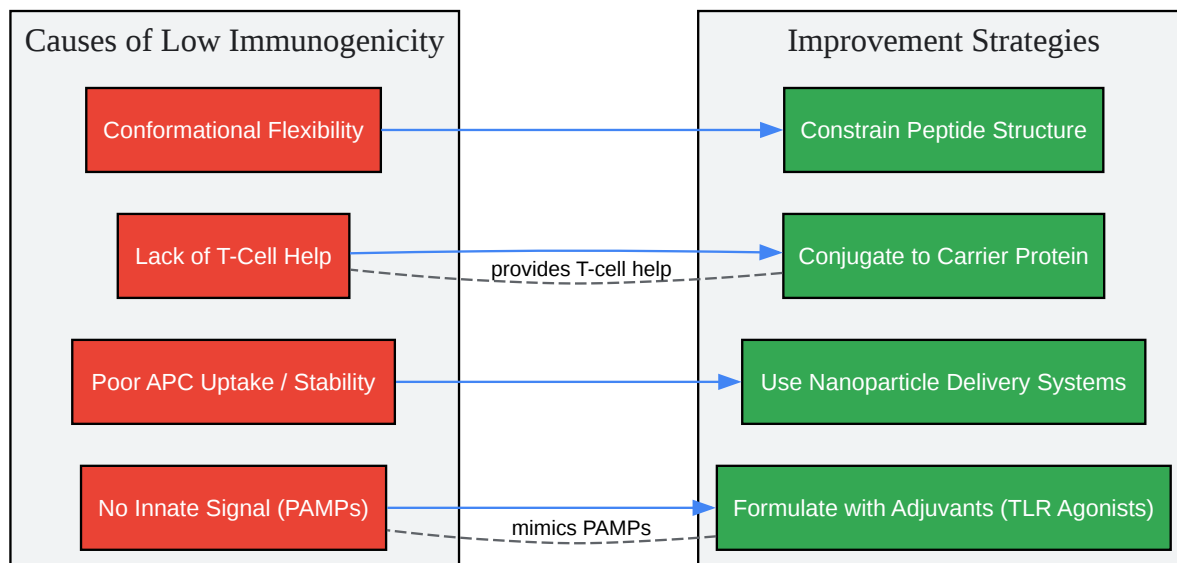 Causes of Low Immunogenicity
Improvement Strategies
Conformational Flexibility
Constrain Peptide Structure
Lack of T-Cell Help
provides T-cell help
Conjugate to Carrier Protein
Poor APC Uptake / Stability
Use Nanoparticle Delivery Systems
No Innate Signal (PAMPs)
mimics PAMPs
Formulate with Adjuvants (TLR Agonists)